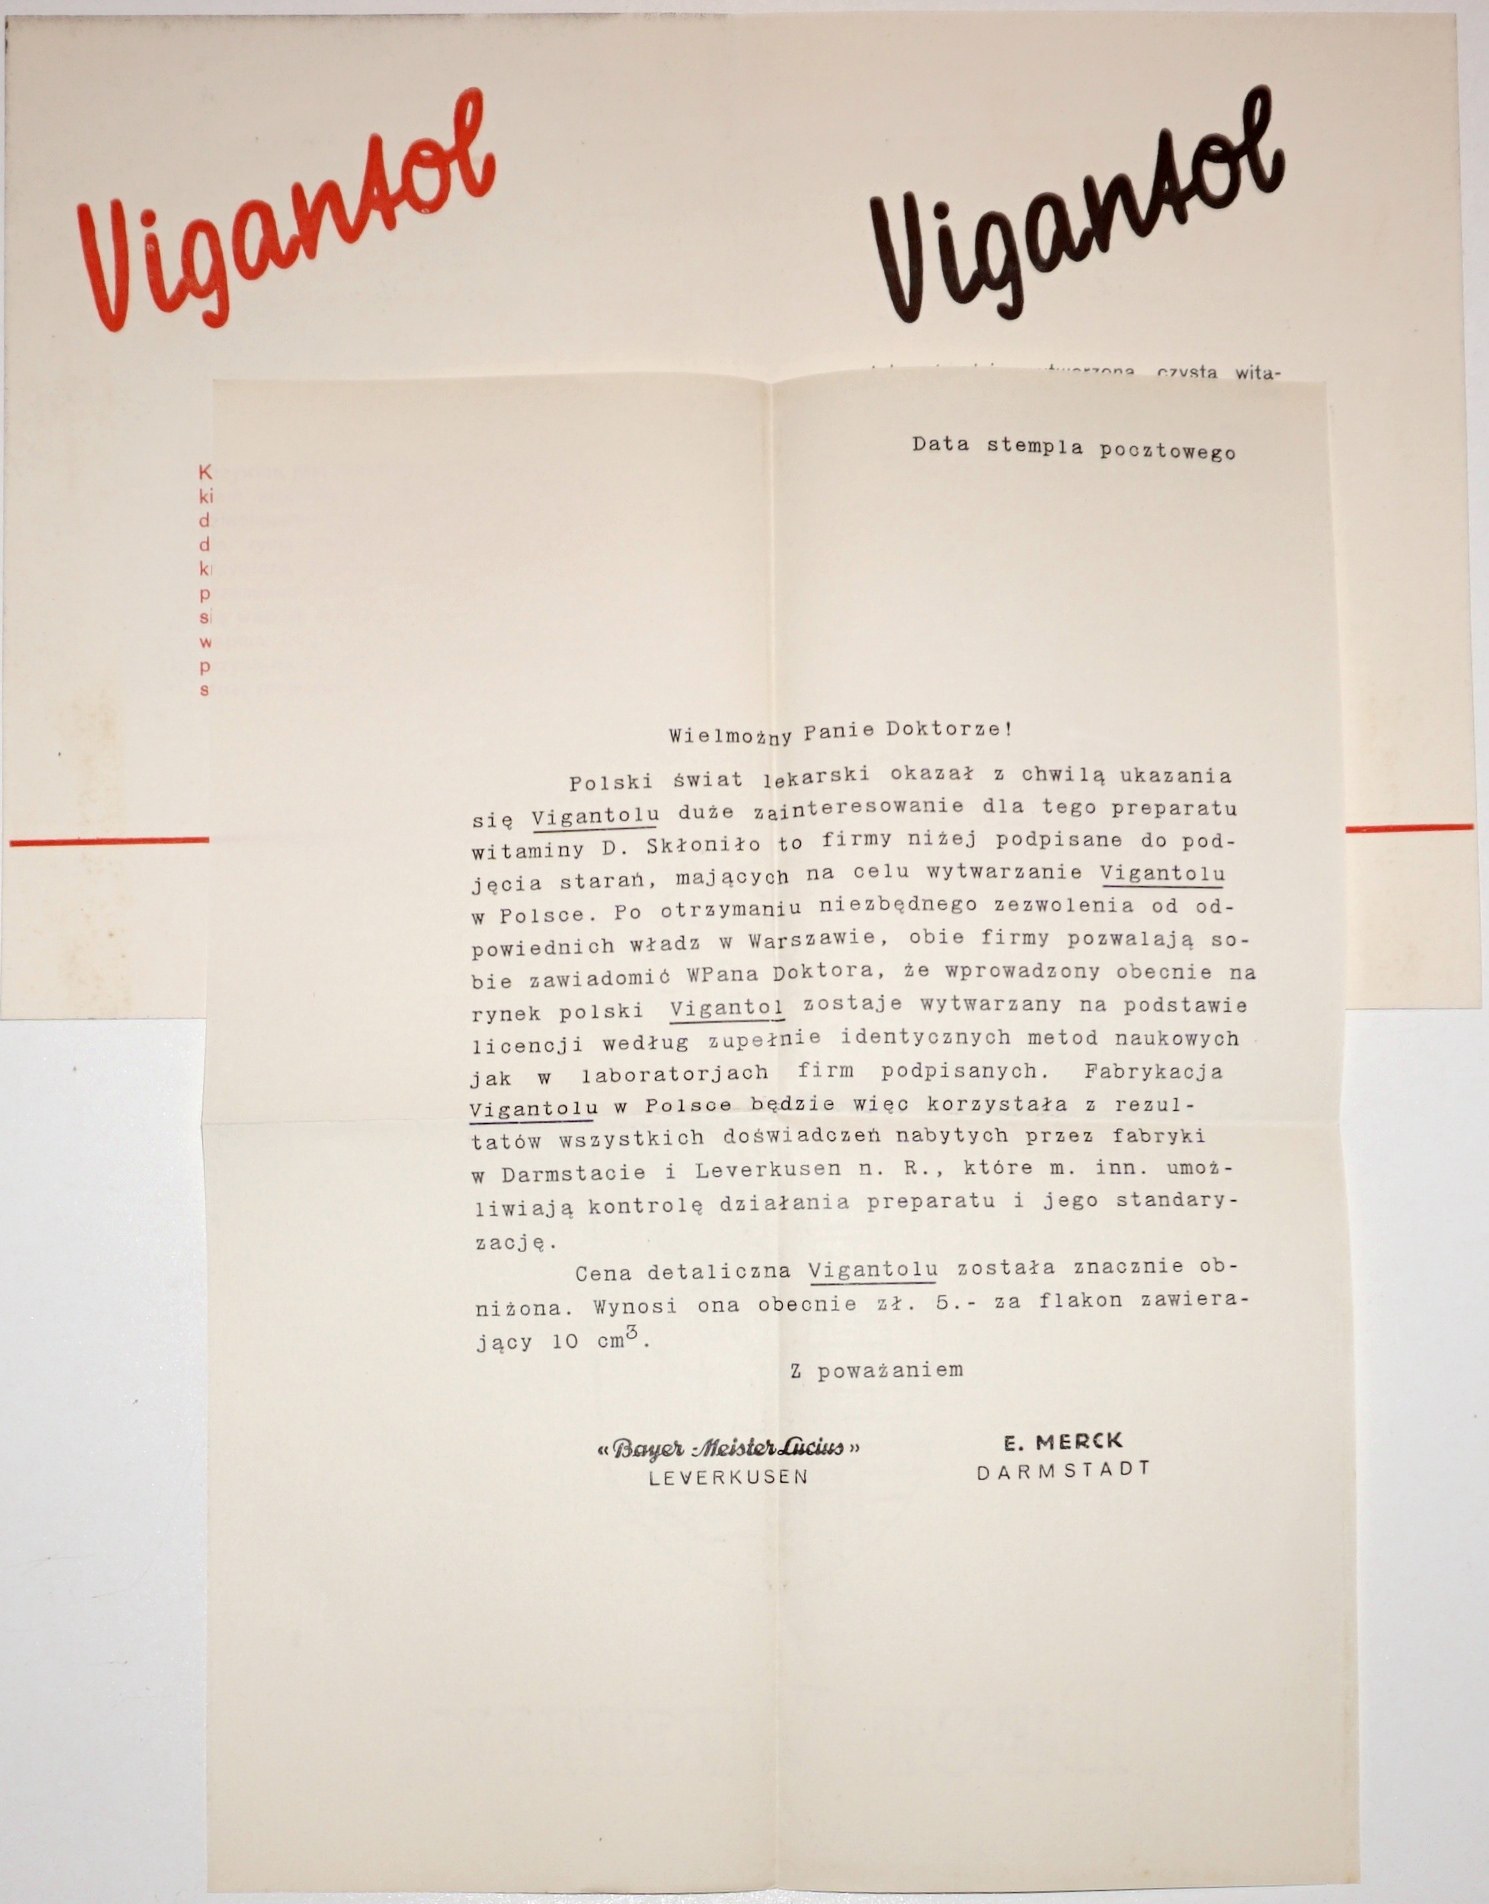 Vigantol
Vigantol
czysta wita-
K
ki
d
d
k
p
s
w
p
s
Data stempla pocztowego
Wielmożny Panie Doktorze!
Polski świat lekarski okazał z chwilą ukazania
się Vigantolu duże zainteresowanie dla tego preparatu
witaminy D. Skłoniło to firmy niżej podpisane do pod-
jęcia starań, mających na celu wytwarzanie Vigantolu
w Polsce. Po otrzymaniu niezbędnego zezwolenia od od-
powiednich władz w Warszawie, obie firmy pozwalają so-
bie zawiadomić WPana Doktora, że wprowadzony obecnie na
rynek polski Vigantol zostaje wytwarzany na podstawie
licencji według zupełnie identycznych metod naukowych
jak w laboratorjach firm podpisanych. Fabrykacja
Vigantolu w Polsce będzie więc korzystała z rezul-
tatów wszystkich doświadczeń nabytych przez fabryki
w Darmstacie i Leverkusen n. R., które m. inn. umoż-
liwiają kontrolę działania preparatu i jego standary-
zację.
Cena detaliczna Vigantolu została znacznie ob-
niżona. Wynosi ona obecnie zł. 5.- za flakon zawiera-
jący 10 cm³.
Z poważaniem
«Bayer-Meister Lucius»
LEVERKUSEN
E. MERCK
DARMSTADT